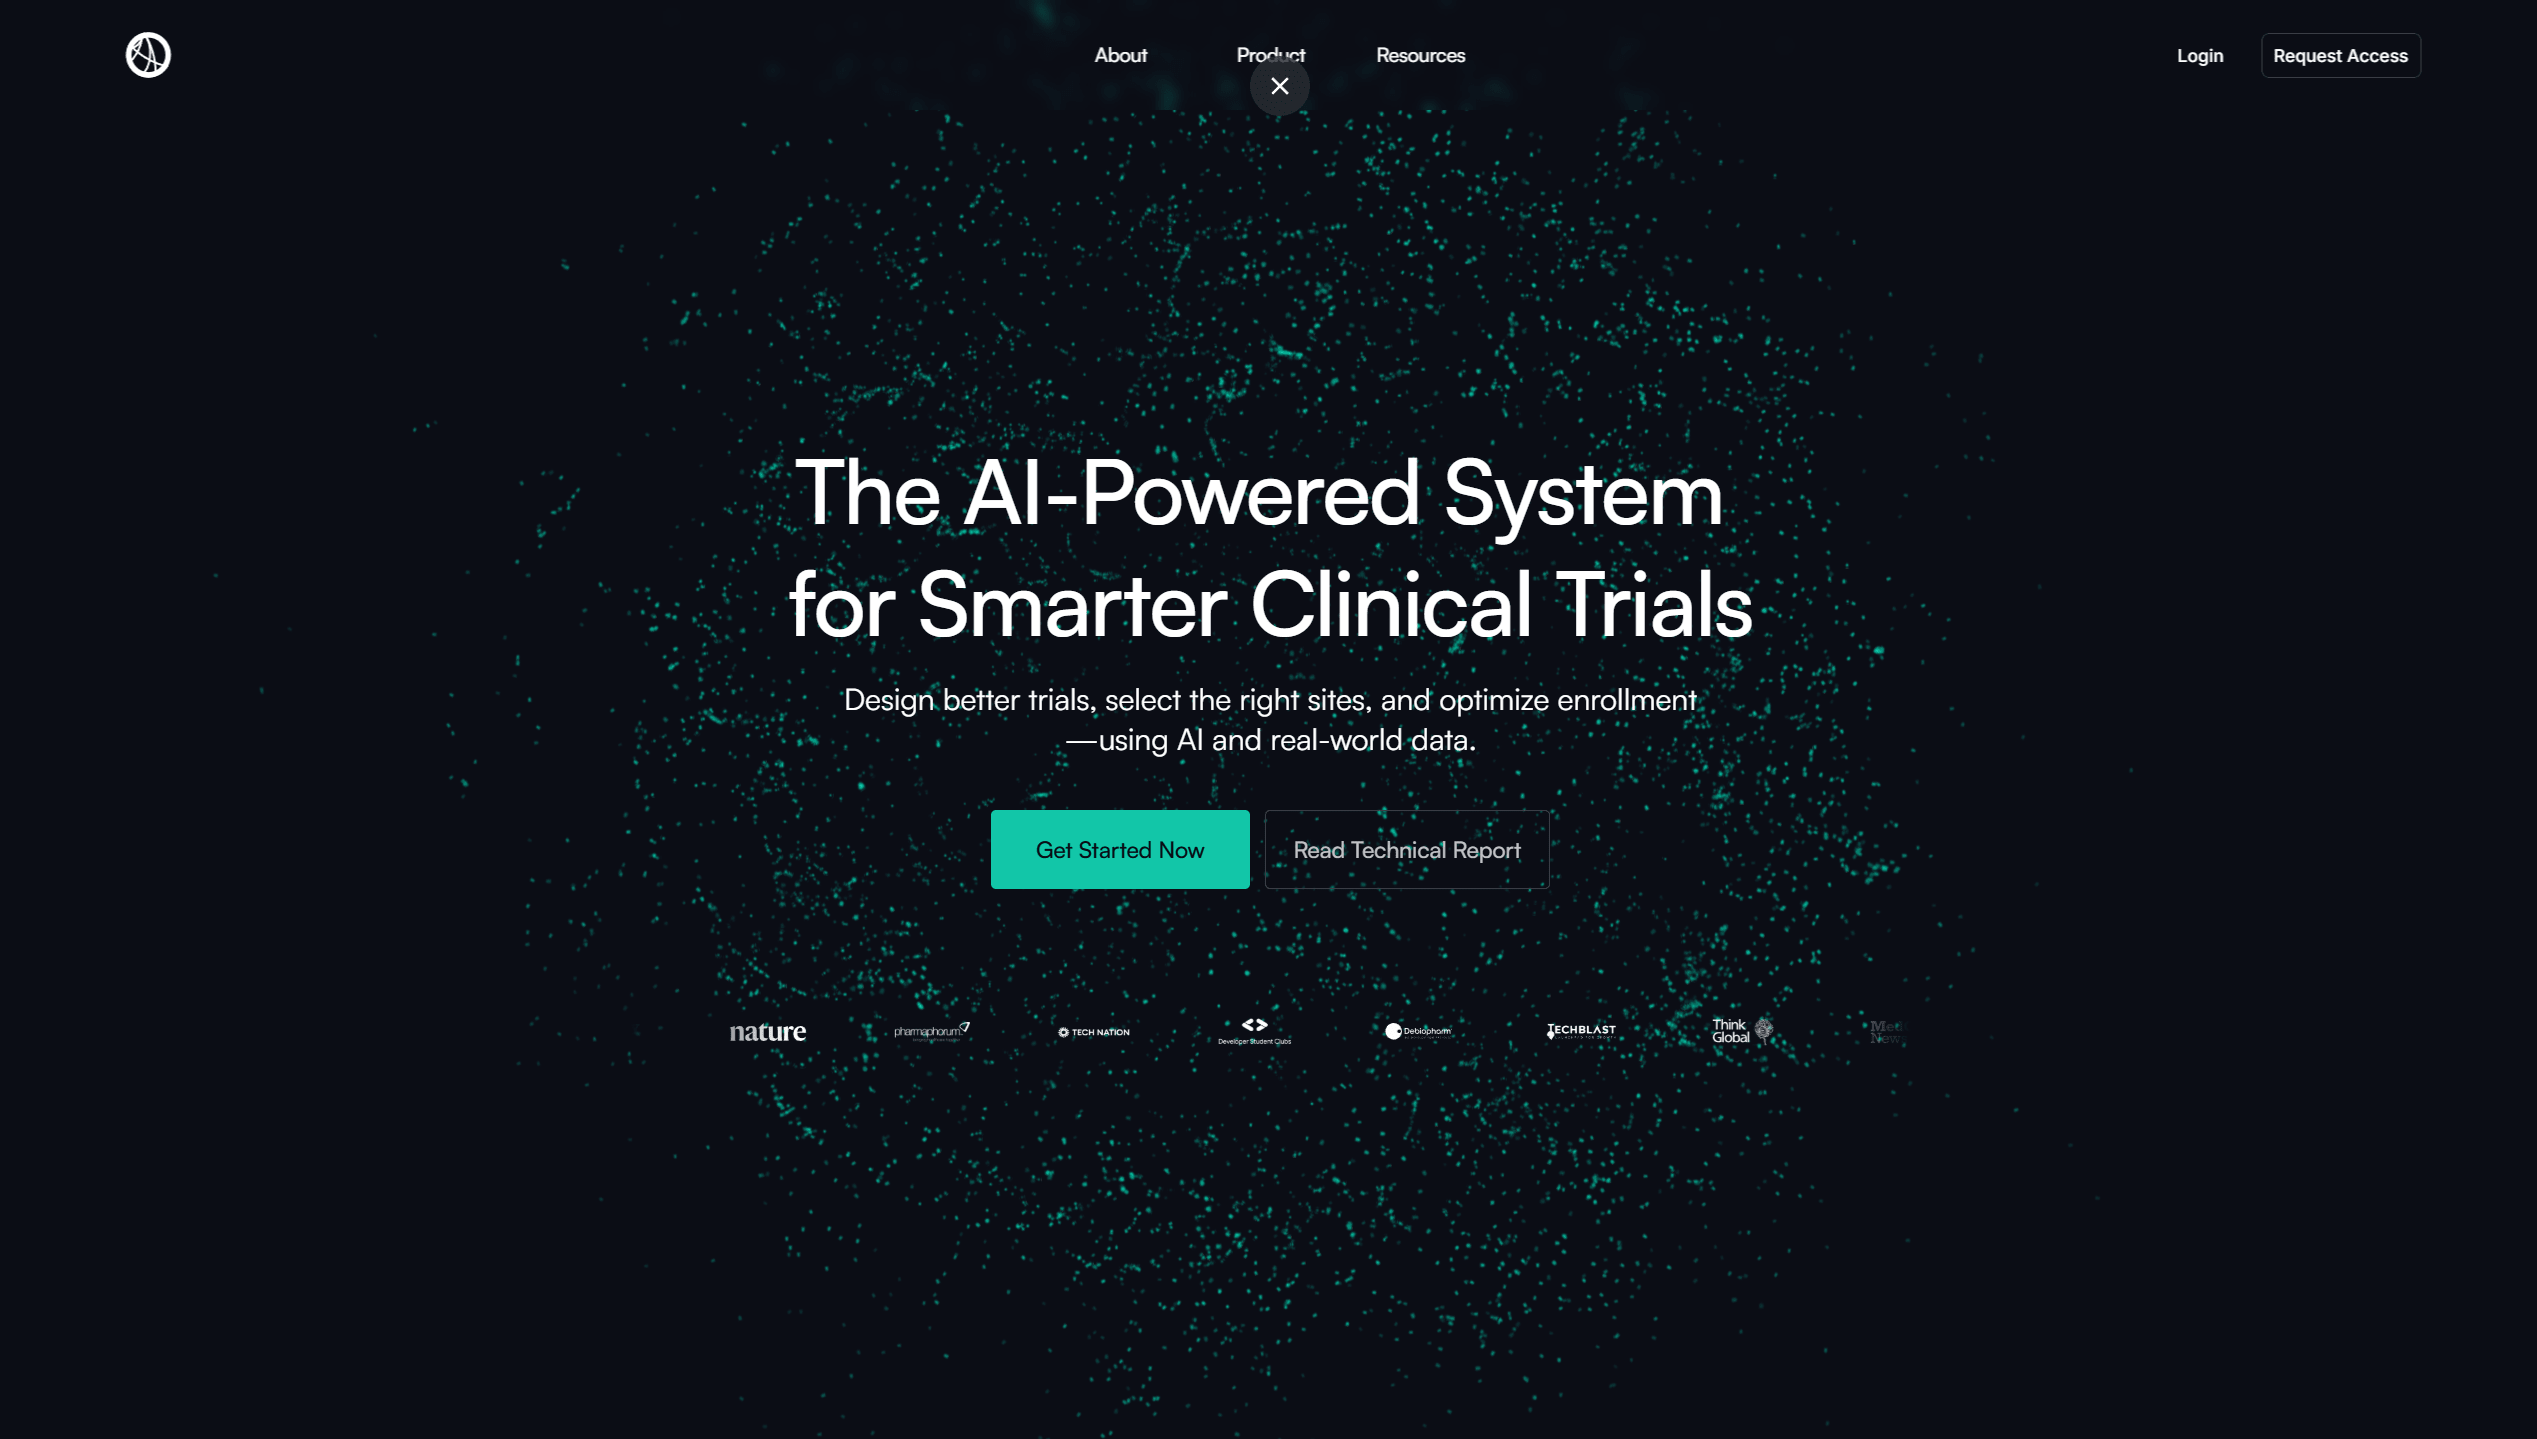 About
Product
Resources
Login
Request Access
The AI-Powered System
for Smarter Clinical Trials
Design better trials, select the right sites, and optimize enrollment
—using AI and real-world data.
Get Started Now
Read Technical Report
nature
pharmaphorum
TECH NATION
Developer Student Clubs
Debiopharm
TECHBLAST
Think
Global